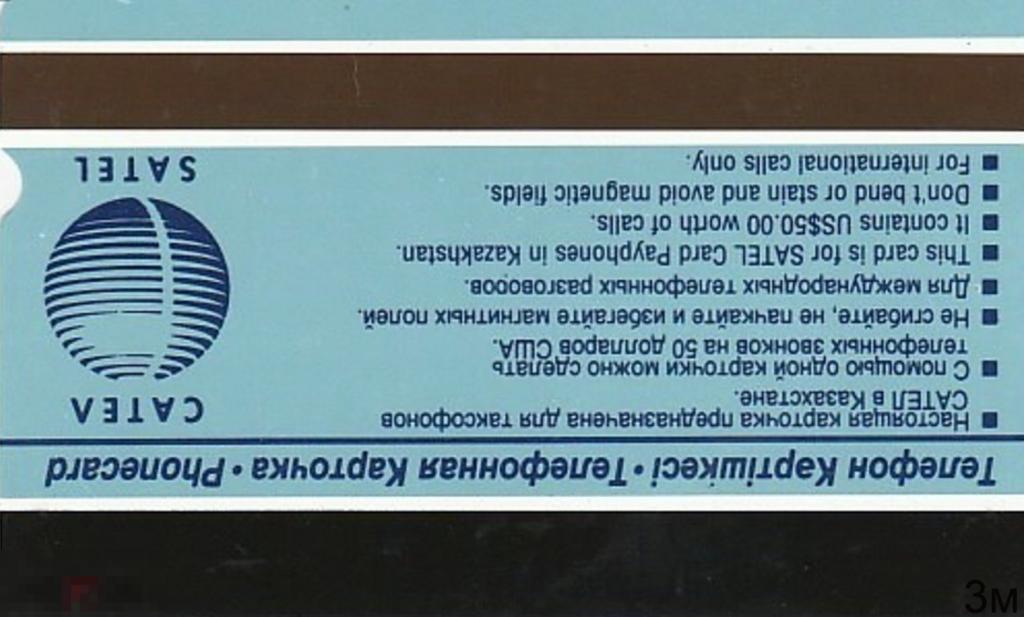 Телефон Картішкесі • Телефонная Карточка • Phonecard
■ Настоящая карточка предназначена для таксофонов
САТЕЛ в Казахстане.
■ С помощью одной карточки можно сделать
телефонных звонков на 50 долларов США.
■ Не сгибайте, не пачкайте и избегайте магнитных полей.
■ Для международных телефонных разговоров.
■ This card is for SATEL Card Payphones in Kazakhstan.
■ It contains US$50.00 worth of calls.
■ Don't bend or stain and avoid magnetic fields.
■ For international calls only.
САТЕЛ
SATEL
3м